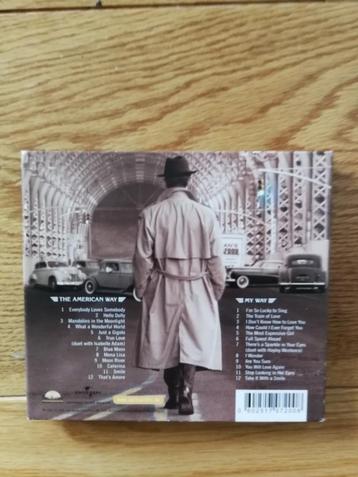 THE AMERICAN WAY
1 Everybody Loves Somebody
2 Hello Dolly
3 Mandolins in the Moonlight
4 What a Wonderful World
5 Just a Gigolo
6 True Love
(duet with Isabelle Adam)
7 Blue Moon
8 Mona Lisa
9 Moon River
10 Caterina
11 Smile
12 That's Amore
MY WAY
1 I'm So Lucky to Sing
2 The Train of Love
3 I Don't Know How to Love You
4 How Could I Ever Forget You
5 The Most Expensive Girl
6 Full Speed Ahead
7 There's a Sparkle in Your Eyes
(duet with Hayley Westenra)
8 I Wonder
9 Are You Sure
10 You Will Love Again
11 Stop Looking in Her Eyes
12 Take It With a Smile